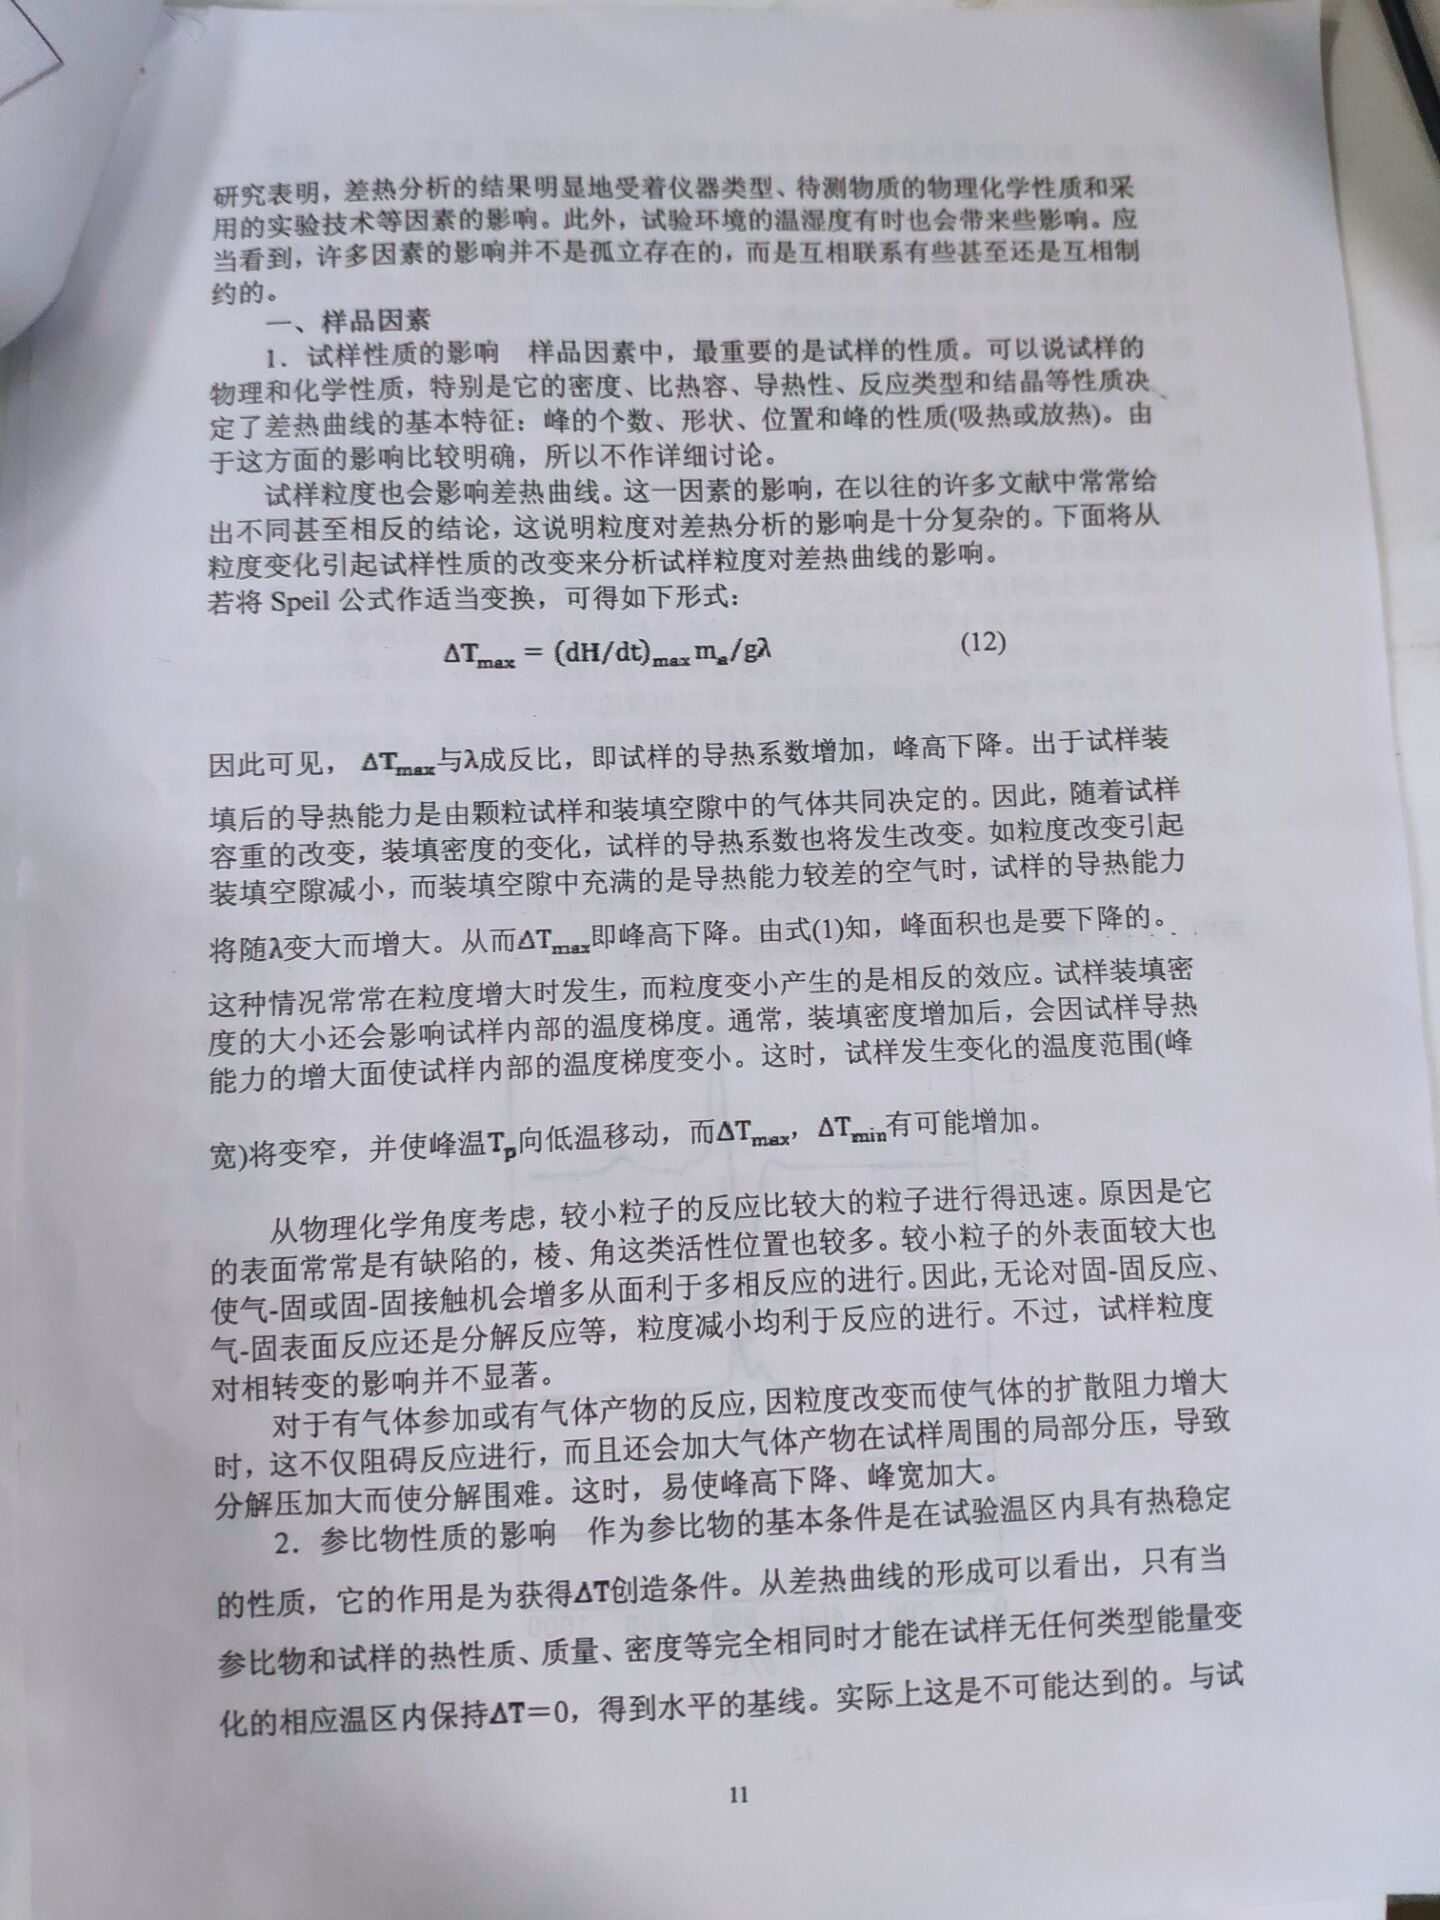 研究表明，差热分析的结果明显地受着仪器类型、待测物质的物理化学性质和采
用的实验技术等因素的影响。此外，试验环境的温湿度有时也会带来些影响。应
当看到，许多因素的影响并不是孤立存在的，而是互相联系有些甚至还是互相制
约的。
一、样品因素
1．试样性质的影响　样品因素中，最重要的是试样的性质。可以说试样的
物理和化学性质，特别是它的密度、比热容、导热性、反应类型和结晶等性质决
定了差热曲线的基本特征：峰的个数、形状、位置和峰的性质(吸热或放热)。由
于这方面的影响比较明确，所以不作详细讨论。
试样粒度也会影响差热曲线。这一因素的影响，在以往的许多文献中常常给
出不同甚至相反的结论，这说明粒度对差热分析的影响是十分复杂的。下面将从
粒度变化引起试样性质的改变来分析试样粒度对差热曲线的影响。
若将 Speil 公式作适当变换，可得如下形式：
ΔTmax = (dH/dt)max ma/gλ (12)
因此可见， ΔTmax与λ成反比，即试样的导热系数增加，峰高下降。出于试样装
填后的导热能力是由颗粒试样和装填空隙中的气体共同决定的。因此，随着试样
容重的改变，装填密度的变化，试样的导热系数也将发生改变。如粒度改变引起
装填空隙减小，而装填空隙中充满的是导热能力较差的空气时，试样的导热能力
将随λ变大而增大。从而ΔTmax即峰高下降。由式(1)知，峰面积也是要下降的。
这种情况常常在粒度增大时发生，而粒度变小产生的是相反的效应。试样装填密
度的大小还会影响试样内部的温度梯度。通常，装填密度增加后，会因试样导热
能力的增大面使试样内部的温度梯度变小。这时，试样发生变化的温度范围(峰
宽)将变窄，并使峰温Tp向低温移动，而ΔTmax，ΔTmin有可能增加。
从物理化学角度考虑，较小粒子的反应比较大的粒子进行得迅速。原因是它
的表面常常是有缺陷的，棱、角这类活性位置也较多。较小粒子的外表面较大也
使气-固或固-固接触机会增多从面利于多相反应的进行。因此，无论对固-固反应、
气-固表面反应还是分解反应等，粒度减小均利于反应的进行。不过，试样粒度
对相转变的影响并不显著。
对于有气体参加或有气体产物的反应，因粒度改变而使气体的扩散阻力增大
时，这不仅阻碍反应进行，而且还会加大气体产物在试样周围的局部分压，导致
分解压加大而使分解围难。这时，易使峰高下降、峰宽加大。
2．参比物性质的影响　作为参比物的基本条件是在试验温区内具有热稳定
的性质，它的作用是为获得ΔT创造条件。从差热曲线的形成可以看出，只有当
参比物和试样的热性质、质量、密度等完全相同时才能在试样无任何类型能量变
化的相应温区内保持ΔT＝0，得到水平的基线。实际上这是不可能达到的。与试
11